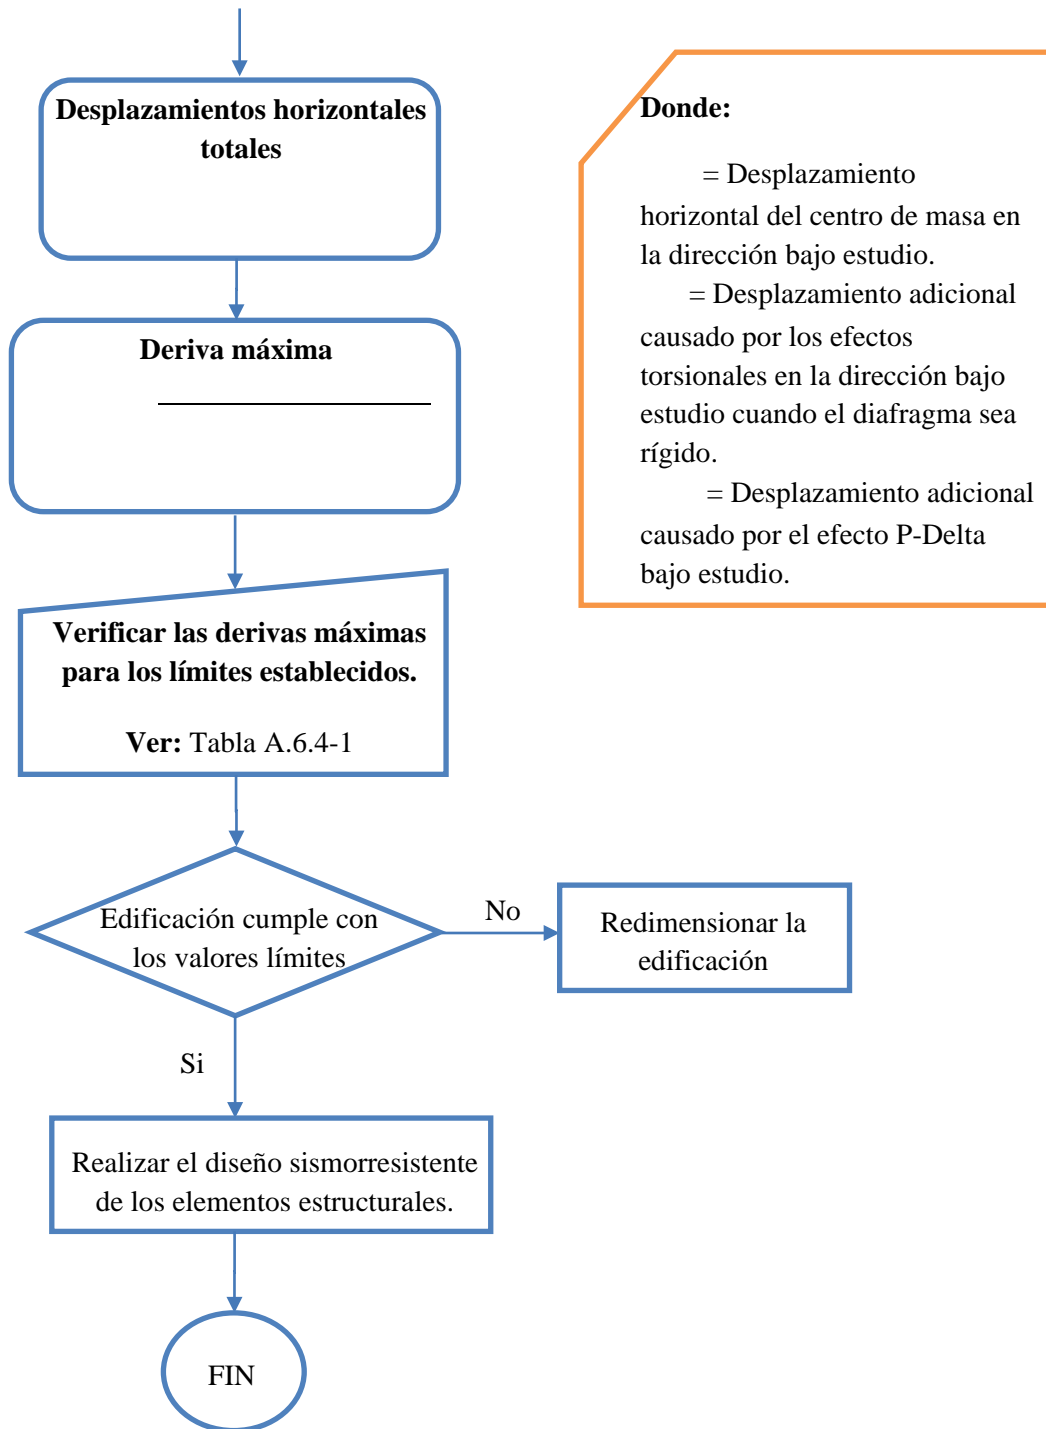 Desplazamientos horizontales
totales
Donde:
= Desplazamiento
horizontal del centro de masa en
la dirección bajo estudio.
= Desplazamiento adicional
causado por los efectos
torsionales en la dirección bajo
estudio cuando el diafragma sea
rígido.
= Desplazamiento adicional
causado por el efecto P-Delta
bajo estudio.
Deriva máxima
Verificar las derivas máximas
para los límites establecidos.
Ver: Tabla A.6.4-1
Edificación cumple con
los valores límites
No
Redimensionar la
edificación
Si
Realizar el diseño sismorresistente
de los elementos estructurales.
FIN